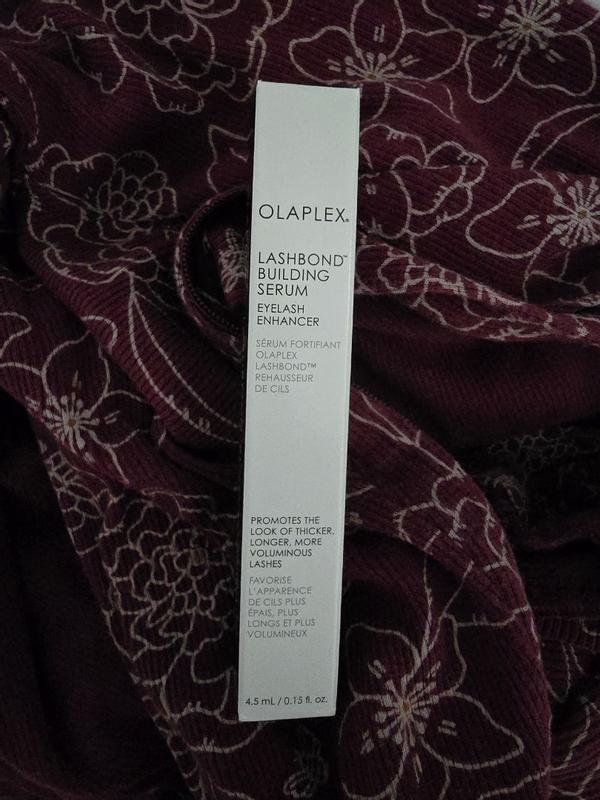 OLAPLEX®
LASHBOND™
BUILDING
SERUM
EYELASH
ENHANCER
SÉRUM FORTIFIANT
OLAPLEX
LASHBOND™
REHAUSSEUR
DE CILS
PROMOTES THE
LOOK OF THICKER,
LONGER, MORE
VOLUMINOUS
LASHES
FAVORISE
L'APPARENCE
DE CILS PLUS
ÉPAIS, PLUS
LONGS ET PLUS
VOLUMINEUX
4.5 mL / 0.15 fl. oz.